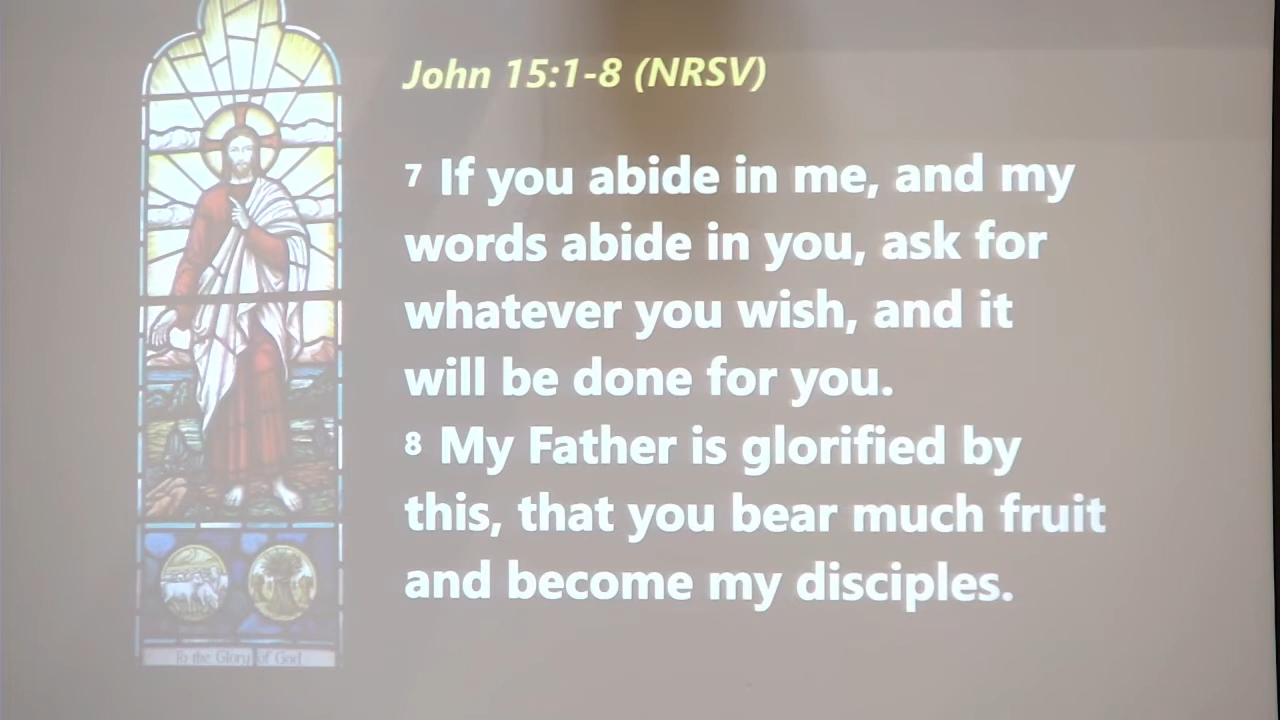 John 15:1-8 (NRSV)
7 If you abide in me, and my
words abide in you, ask for
whatever you wish, and it
will be done for you.
8 My Father is glorified by
this, that you bear much fruit
and become my disciples.
To the Glory of God